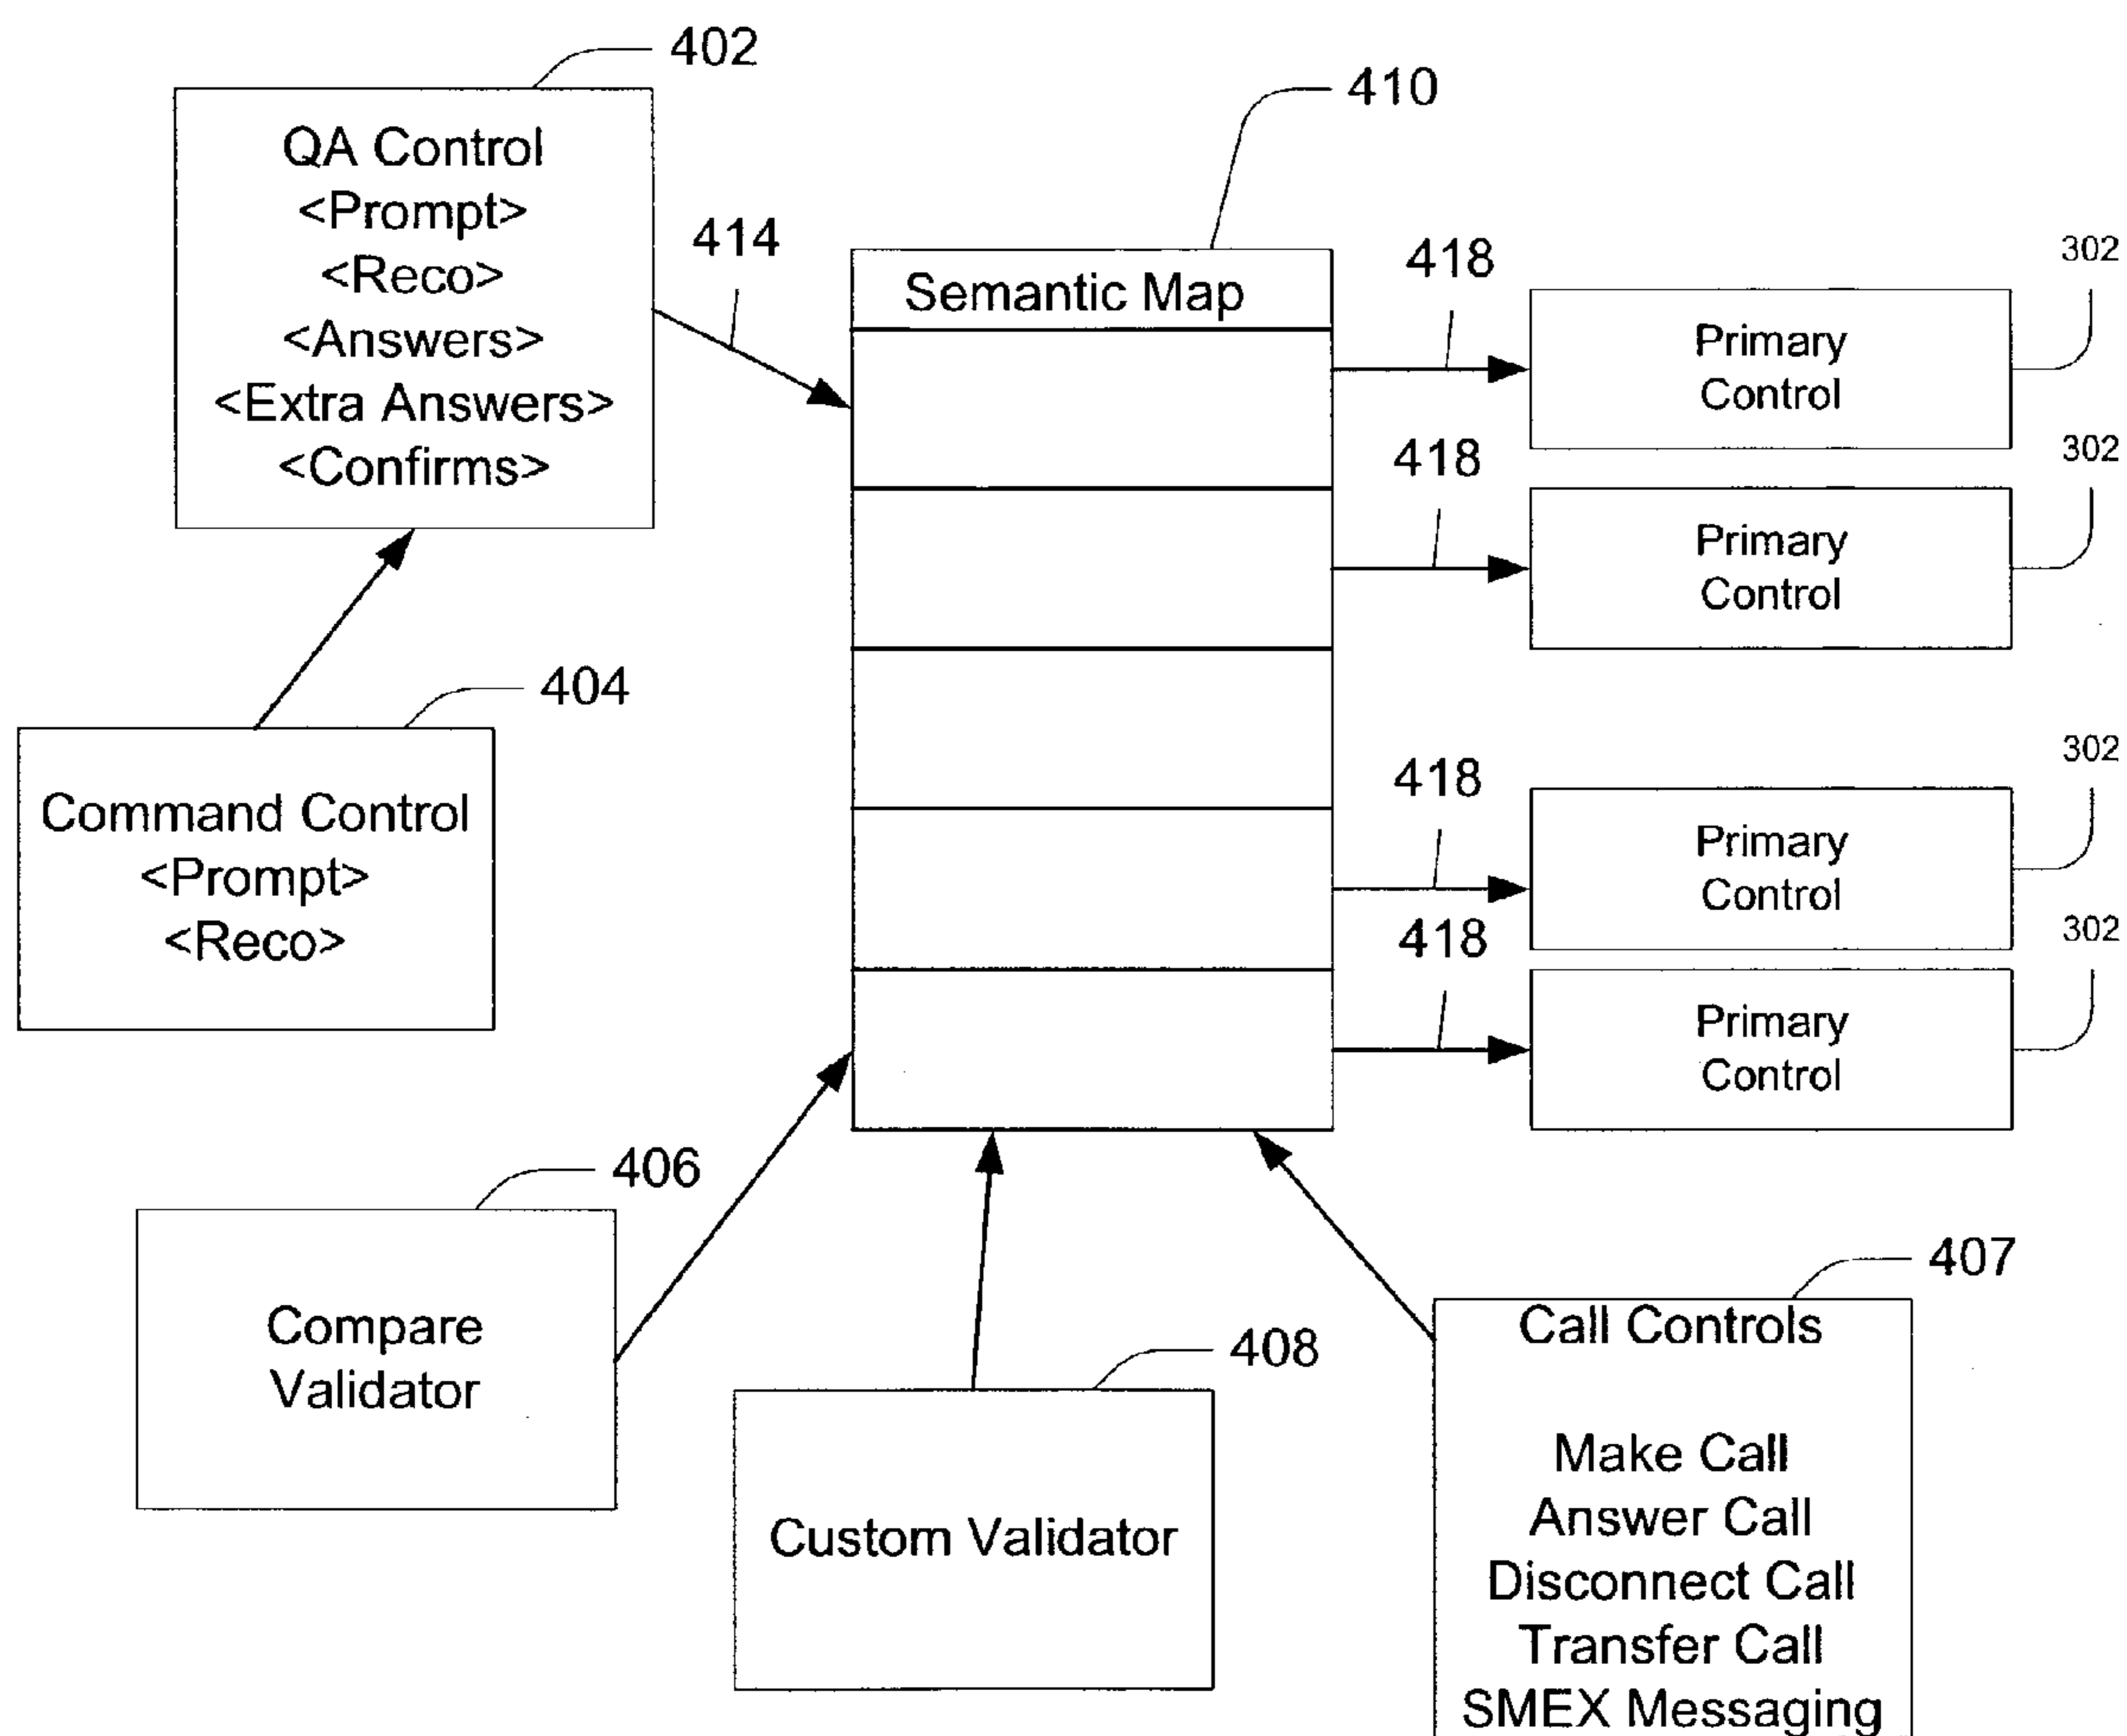 402
QA Control
<Prompt>
<Reco>
<Answers>
<Extra Answers>
<Confirms>
414
410
Semantic Map
418
302
Primary
Control
418
302
Primary
Control
404
Command Control
<Prompt>
<Reco>
418
302
Primary
Control
418
302
Primary
Control
406
Compare
Validator
408
Custom Validator
407
Call Controls
Make Call
Answer Call
Disconnect Call
Transfer Call
SMEX Messaging